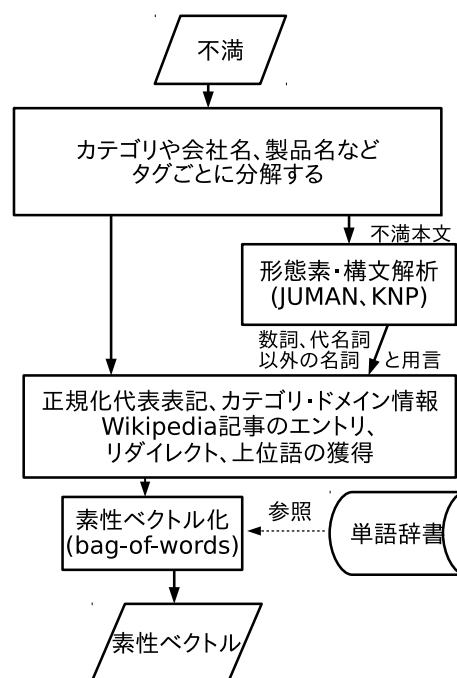 不満
カテゴリや会社名、製品名など
タグごとに分解する
不満本文
形態素・構文解析
(JUMAN、KNP)
数詞、代名詞
以外の名詞 と用言
正規化代表表記、カテゴリ・ドメイン情報
Wikipedia記事のエントリ、
リダイレクト、上位語の獲得
素性ベクトル化
(bag-of-words)
参照
単語辞書
素性ベクトル